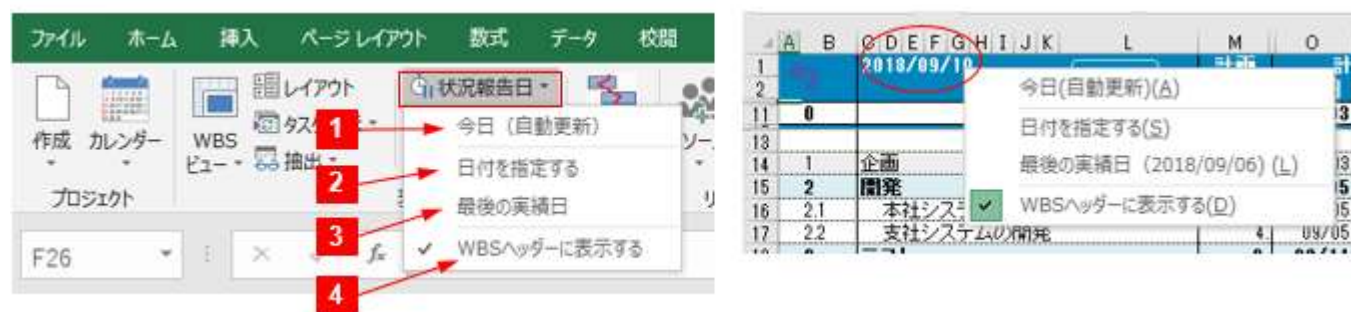 ファイル ホーム 挿入 ページ レイアウト 数式 データ 校閲
作成 カレンダー WBS ビュー レイアウト 抽出
状況報告日
プロジェクト
1 今日（自動更新）
2 日付を指定する
3 最後の実績日
4 ✓ WBSヘッダーに表示する
F26 fx
A B C D E F G H I J K L M O
1 2018/09/10 計画
2
11 0
13
14 1 企画
15 2 開発
16 2.1
17 2.2 支社システムの開発 4 09/05
今日(自動更新)(A)
日付を指定する(S)
最後の実績日（2018/09/06) (L)
✓ WBSヘッダーに表示する(D)